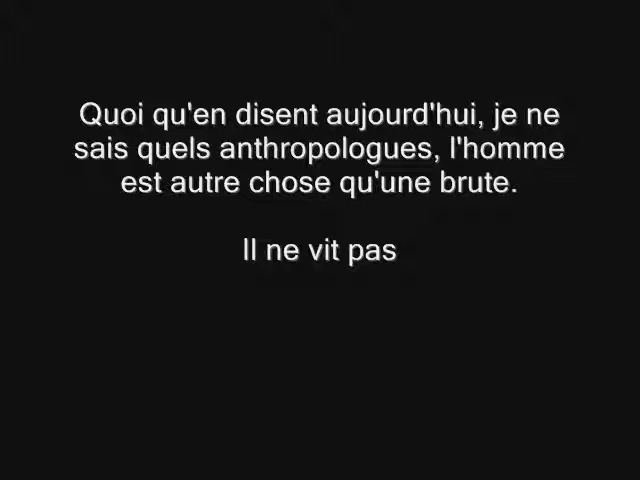 Quoi qu'en disent aujourd'hui, je ne
sais quels anthropologues, l'homme
est autre chose qu'une brute.
Il ne vit pas